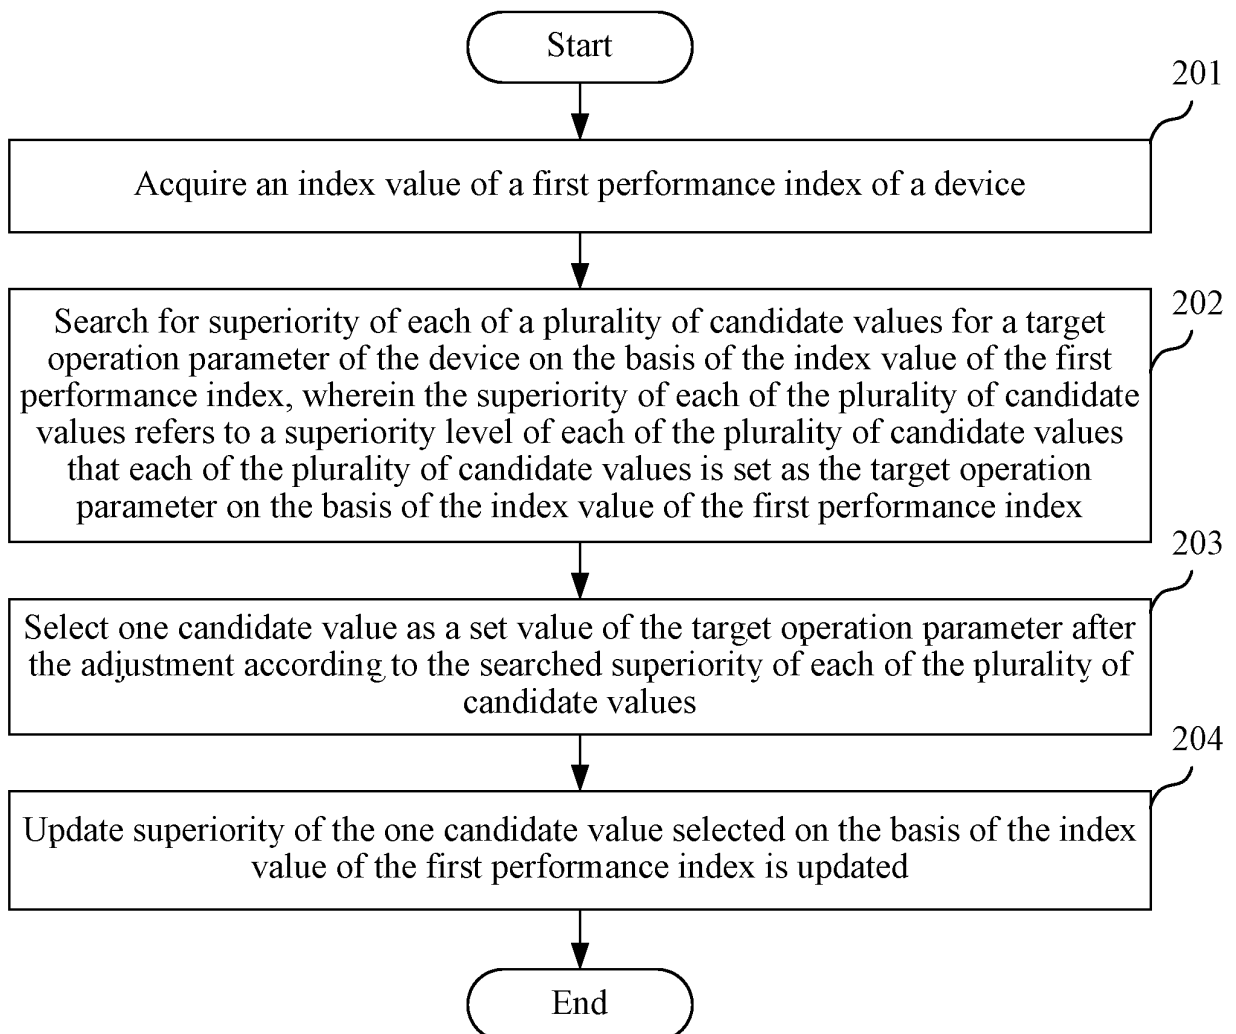 Start
201
Acquire an index value of a first performance index of a device
202
Search for superiority of each of a plurality of candidate values for a target
operation parameter of the device on the basis of the index value of the first
performance index, wherein the superiority of each of the plurality of candidate
values refers to a superiority level of each of the plurality of candidate values
that each of the plurality of candidate values is set as the target operation
parameter on the basis of the index value of the first performance index
203
Select one candidate value as a set value of the target operation parameter after
the adjustment according to the searched superiority of each of the plurality of
candidate values
204
Update superiority of the one candidate value selected on the basis of the index
value of the first performance index is updated
End